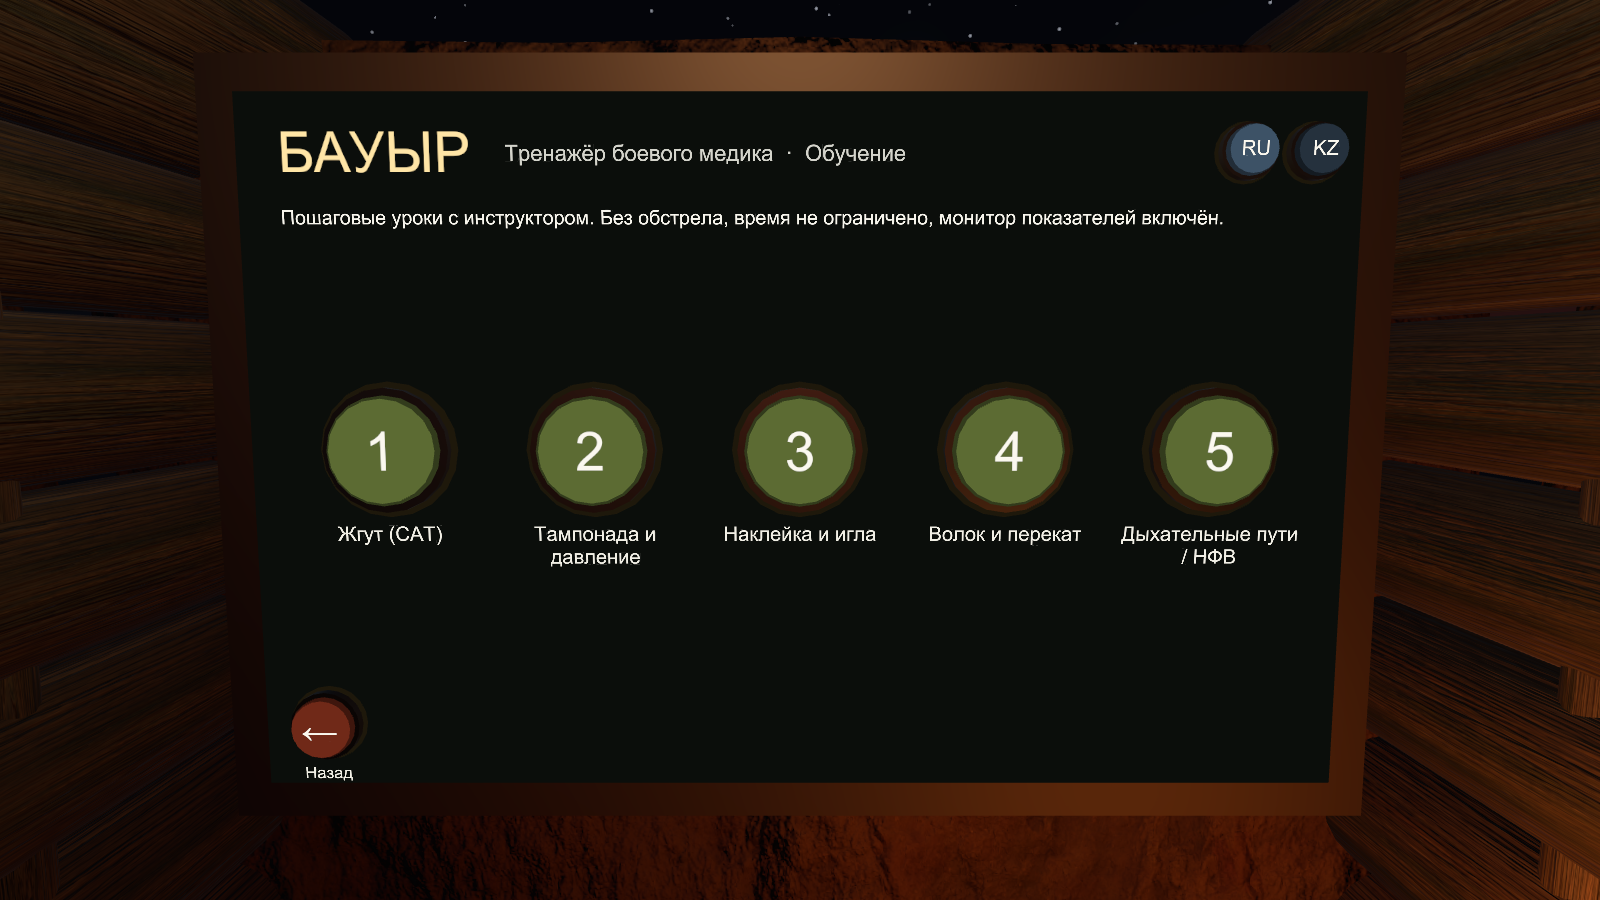 БАУЫР
Тренажёр боевого медика · Обучение
RU
KZ
Пошаговые уроки с инструктором. Без обстрела, время не ограничено, монитор показателей включён.
1
2
3
4
5
Жгут (CAT)
Тампонада и
давление
Наклейка и игла
Волок и перекат
Дыхательные пути
/ НФВ
←
Назад